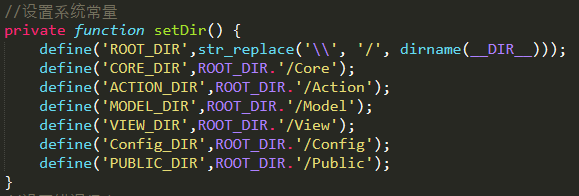 //设置系统常量
private function setDir() {
    define('ROOT_DIR',str_replace('\\', '/', dirname(__DIR__)));
    define('CORE_DIR',ROOT_DIR.'/Core');
    define('ACTION_DIR',ROOT_DIR.'/Action');
    define('MODEL_DIR',ROOT_DIR.'/Model');
    define('VIEW_DIR',ROOT_DIR.'/View');
    define('Config_DIR',ROOT_DIR.'/Config');
    define('PUBLIC_DIR',ROOT_DIR.'/Public');
}